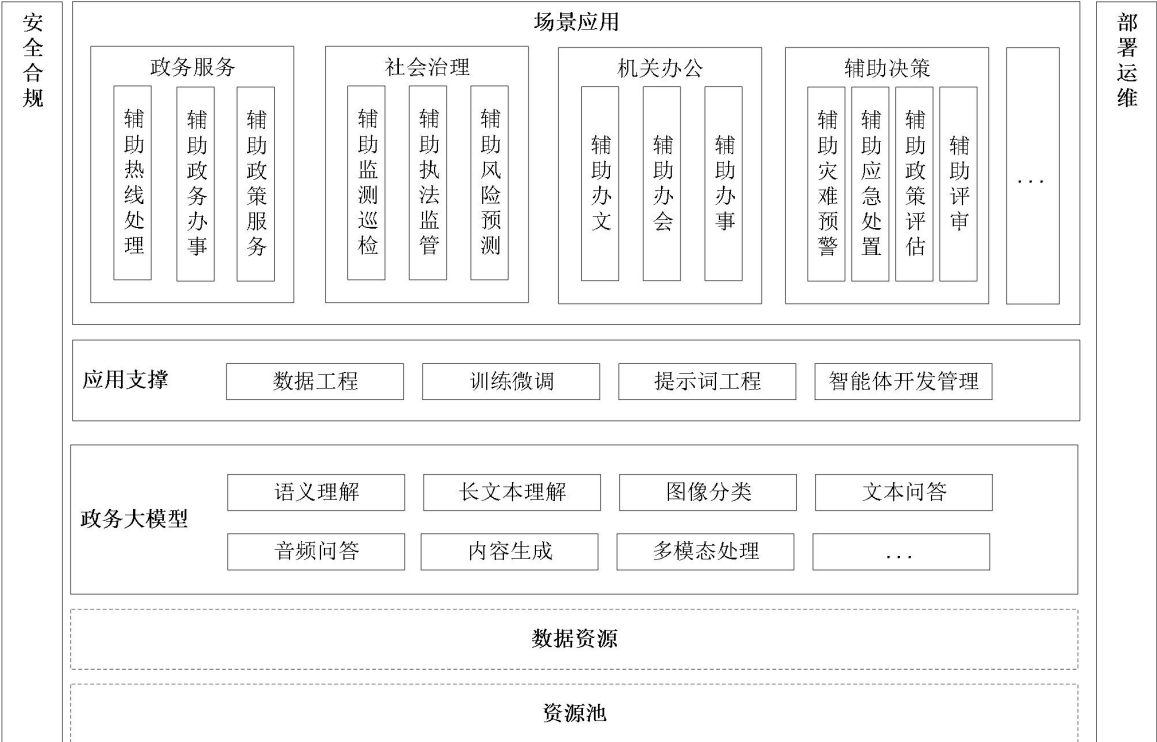 安全合规
场景应用
政务服务
辅助热线处理
辅助政务办事
辅助政策服务
社会治理
辅助监测巡检
辅助执法监管
辅助风险预测
机关办公
辅助办文
辅助办会
辅助办事
辅助决策
辅助灾难预警
辅助应急处置
辅助政策评估
辅助评审
...
部署运维
应用支撑
数据工程
训练微调
提示词工程
智能体开发管理
政务大模型
语义理解
长文本理解
图像分类
文本问答
音频问答
内容生成
多模态处理
...
数据资源
资源池